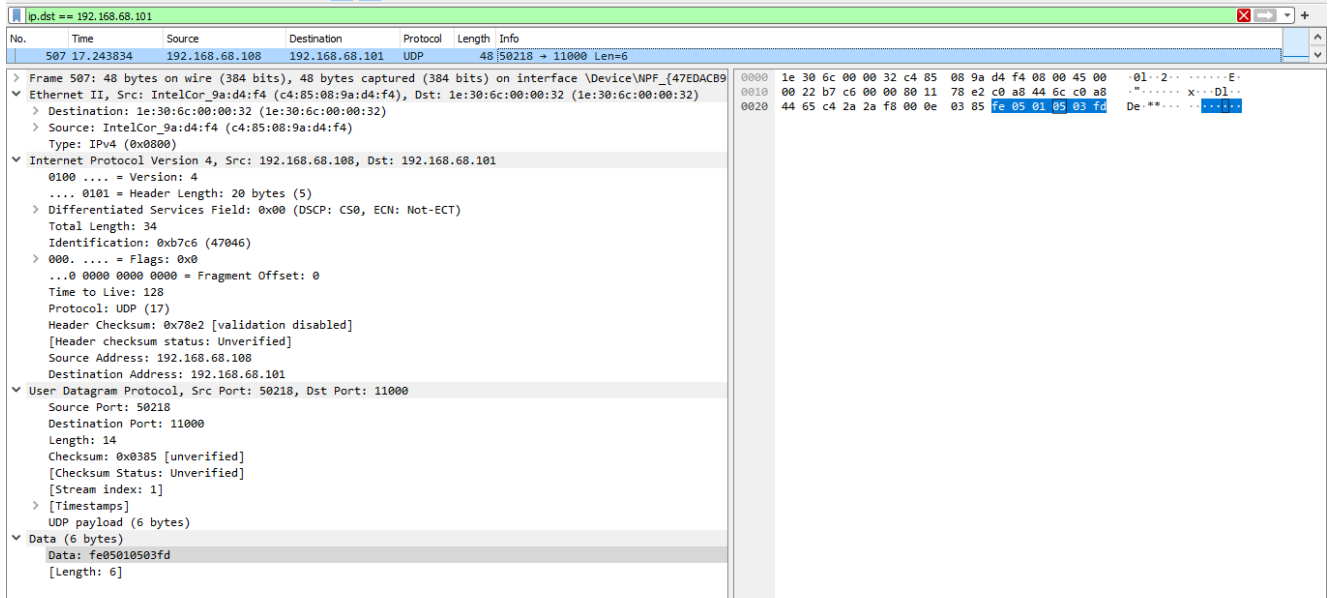 ip.dst == 192.168.68.101
No. Time Source Destination Protocol Length Info
507 17.243834 192.168.68.108 192.168.68.101 UDP 48 50218 → 11000 Len=6
> Frame 507: 48 bytes on wire (384 bits), 48 bytes captured (384 bits) on interface \Device\NPF_{47EDACB9
Ethernet II, Src: IntelCor_9a:d4:f4 (c4:85:08:9a:d4:f4), Dst: 1e:30:6c:00:00:32 (1e:30:6c:00:00:32)
> Destination: 1e:30:6c:00:00:32 (1e:30:6c:00:00:32)
> Source: IntelCor_9a:d4:f4 (c4:85:08:9a:d4:f4)
Type: IPv4 (0x0800)
Internet Protocol Version 4, Src: 192.168.68.108, Dst: 192.168.68.101
0100 .... = Version: 4
.... 0101 = Header Length: 20 bytes (5)
> Differentiated Services Field: 0x00 (DSCP: CS0, ECN: Not-ECT)
Total Length: 34
Identification: 0xb7c6 (47046)
> 000. .... = Flags: 0x0
...0 0000 0000 0000 = Fragment Offset: 0
Time to Live: 128
Protocol: UDP (17)
Header Checksum: 0x78e2 [validation disabled]
[Header checksum status: Unverified]
Source Address: 192.168.68.108
Destination Address: 192.168.68.101
User Datagram Protocol, Src Port: 50218, Dst Port: 11000
Source Port: 50218
Destination Port: 11000
Length: 14
Checksum: 0x0385 [unverified]
[Checksum Status: Unverified]
[Stream index: 1]
> [Timestamps]
UDP payload (6 bytes)
Data (6 bytes)
Data: fe05010503fd
[Length: 6]
0000 1e 30 6c 00 00 32 c4 85 08 9a d4 f4 08 00 45 00 ·0l··2·· ······E·
0010 00 22 b7 c6 00 00 80 11 78 e2 c0 a8 44 6c c0 a8 ·"······ x···Dl··
0020 44 65 c4 2a 2a f8 00 0e 03 85 fe 05 01 05 03 fd De·**··· ········